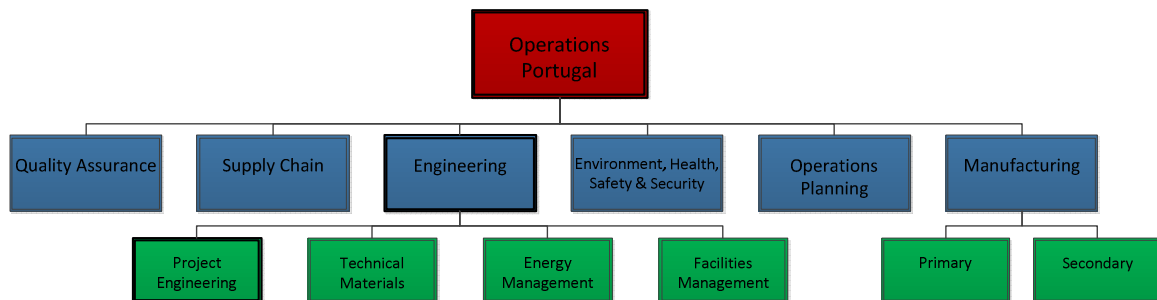 Operations
Portugal
Quality Assurance
Supply Chain
Engineering
Environment, Health,
Safety & Security
Operations
Planning
Manufacturing
Project
Engineering
Technical
Materials
Energy
Management
Facilities
Management
Primary
Secondary